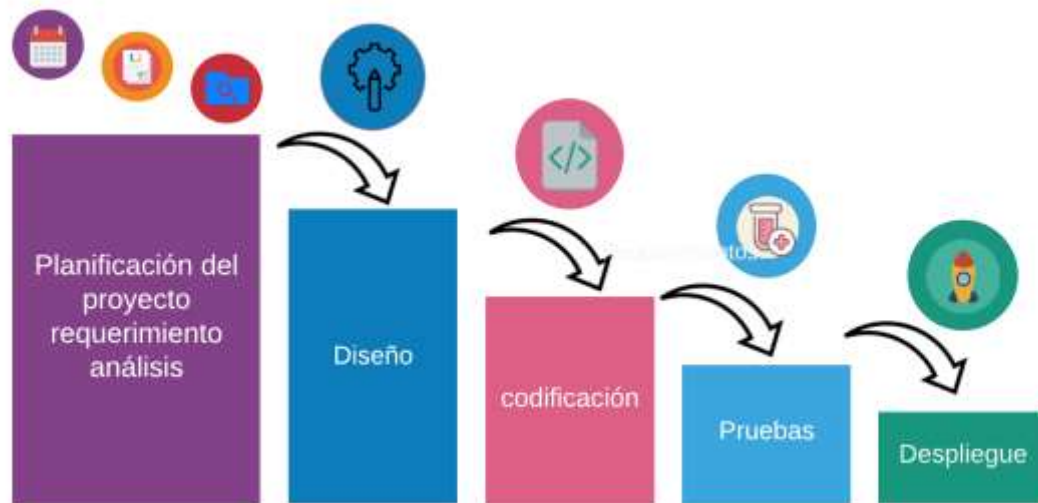 Planificación del
proyecto
requerimiento
análisis
Diseño
codificación
Pruebas
Despliegue